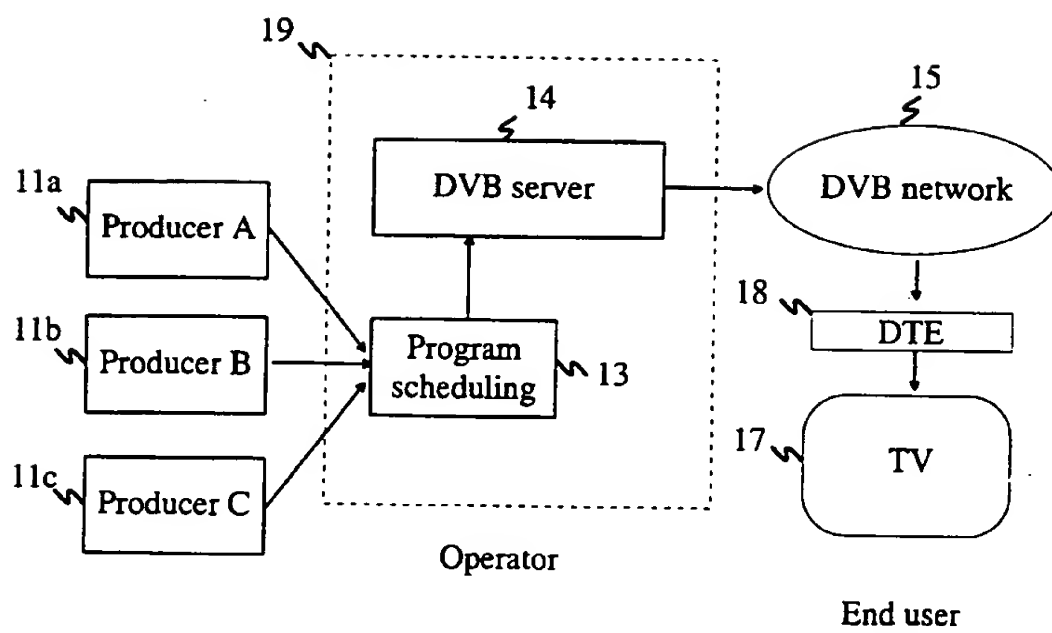 19
14
15
DVB server
DVB network
11a
Producer A
18
DTE
11b
Producer B
Program
scheduling
13
17
TV
11c
Producer C
Operator
End user